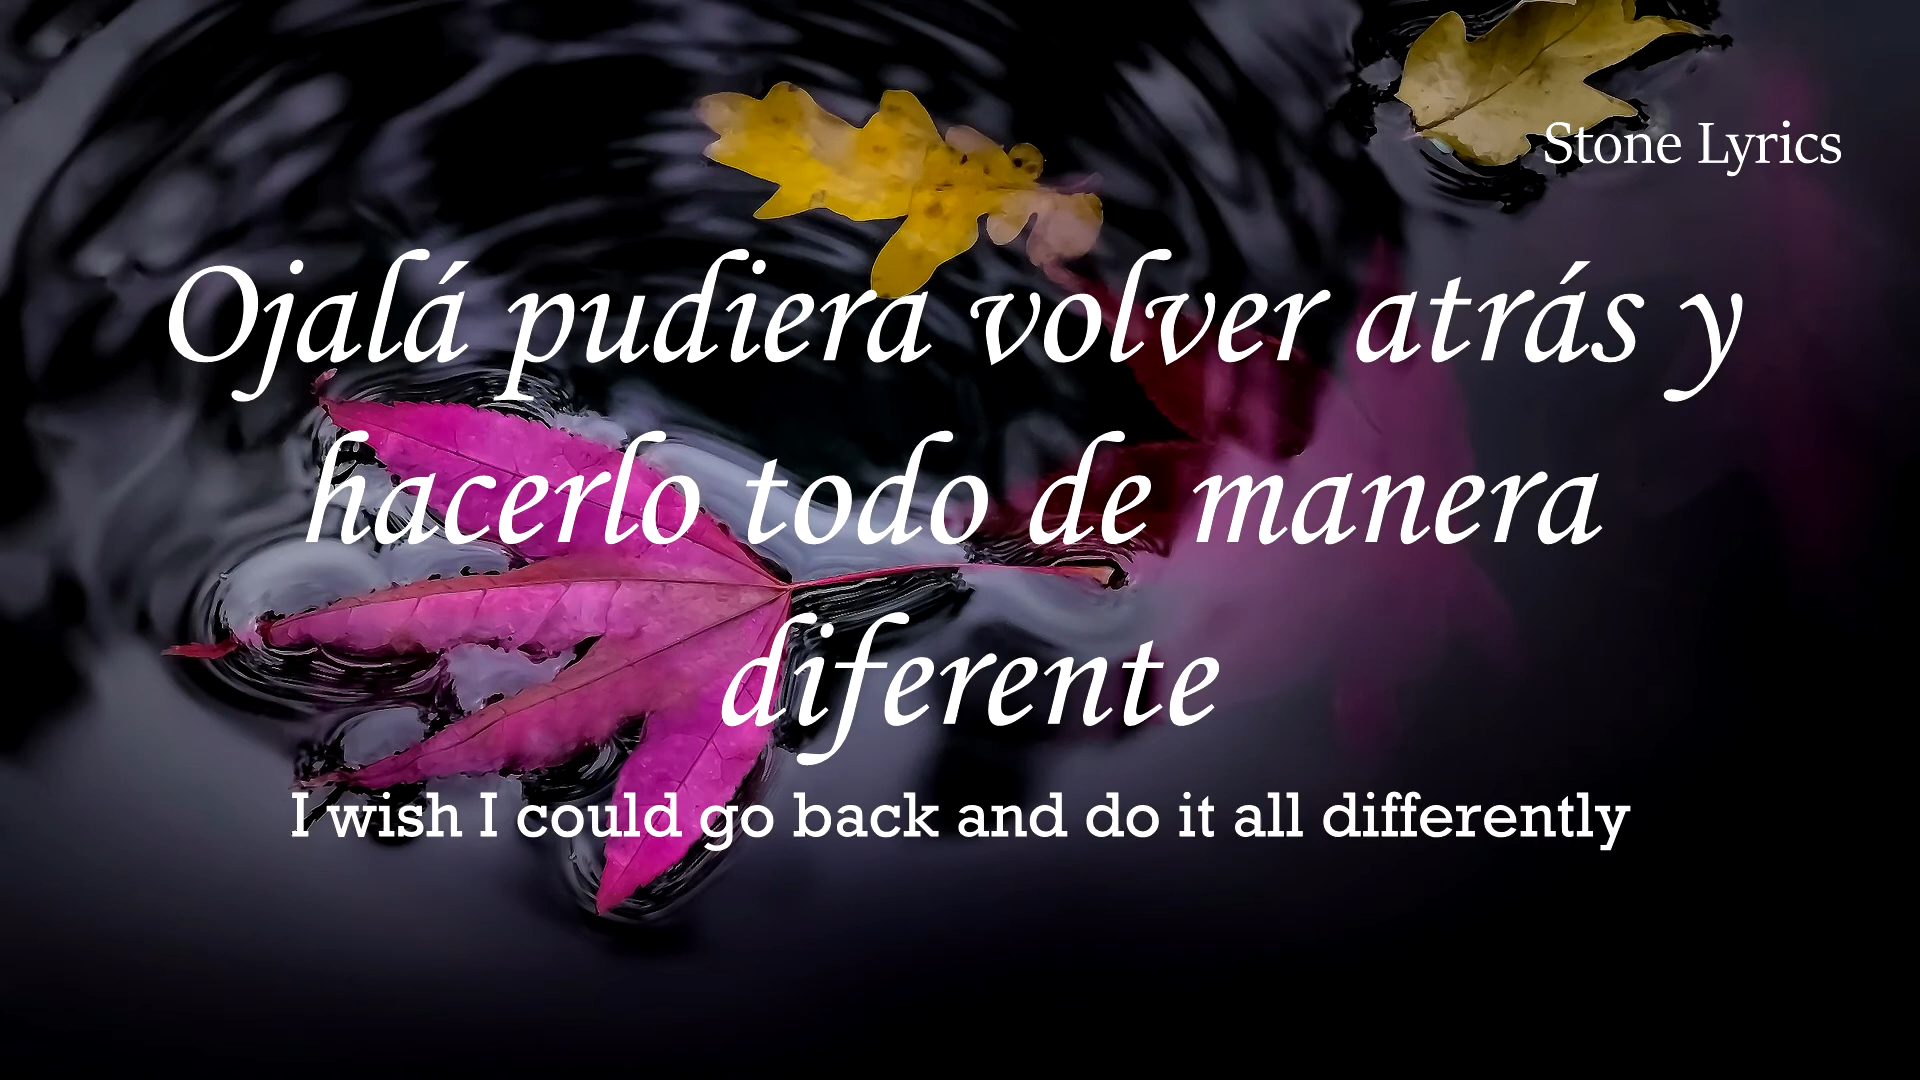 Stone Lyrics
Ojalá pudiera volver atrás y
hacerlo todo de manera
diferente
I wish I could go back and do it all differently